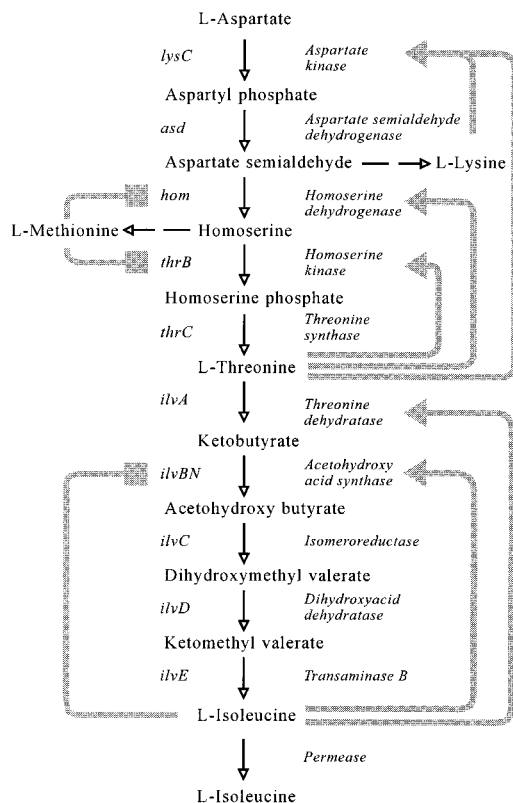 L-Aspartate
lysC Aspartate
kinase
Aspartyl phosphate
asd Aspartate semialdehyde
dehydrogenase
Aspartate semialdehyde L-Lysine
hom Homoserine
dehydrogenase
L-Methionine Homoserine
thrB Homoserine
kinase
Homoserine phosphate
thrC Threonine
synthase
L-Threonine
ilvA Threonine
dehydratase
Ketobutyrate
ilvBN Acetohydroxy
acid synthase
Acetohydroxy butyrate
ilvC Isomeroreductase
Dihydroxymethyl valerate
ilvD Dihydroxyacid
dehydratase
Ketomethyl valerate
ilvE Transaminase B
L-Isoleucine
Permease
L-Isoleucine